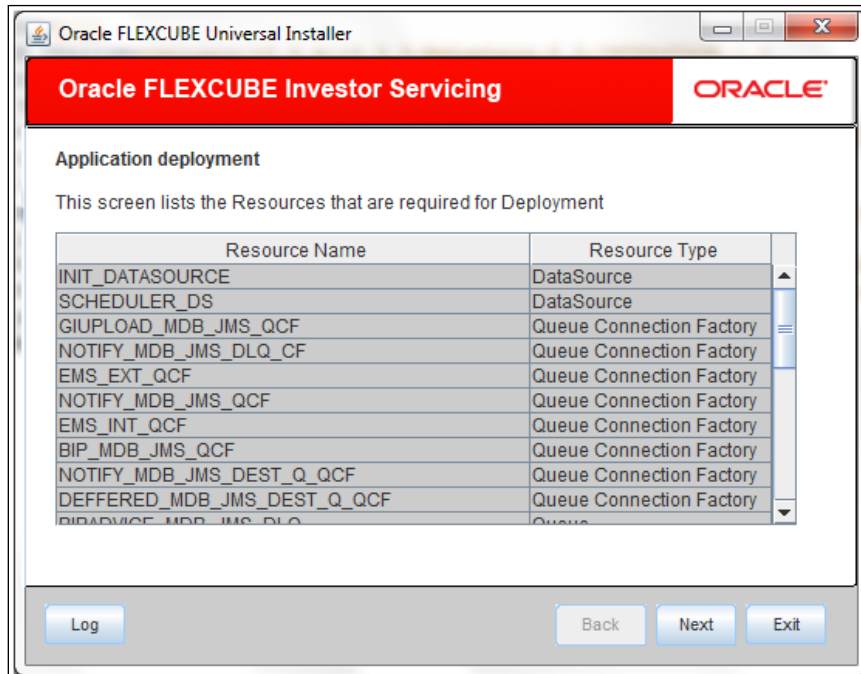 Oracle FLEXCUBE Universal Installer
Oracle FLEXCUBE Investor Servicing
ORACLE
Application deployment
This screen lists the Resources that are required for Deployment
Resource Name Resource Type
INIT_DATASOURCE DataSource
SCHEDULER_DS DataSource
GIUPLOAD_MDB_JMS_QCF Queue Connection Factory
NOTIFY_MDB_JMS_DLQ_CF Queue Connection Factory
EMS_EXT_QCF Queue Connection Factory
NOTIFY_MDB_JMS_QCF Queue Connection Factory
EMS_INT_QCF Queue Connection Factory
BIP_MDB_JMS_QCF Queue Connection Factory
NOTIFY_MDB_JMS_DEST_Q_QCF Queue Connection Factory
DEFFERED_MDB_JMS_DEST_Q_QCF Queue Connection Factory
Log Back Next Exit